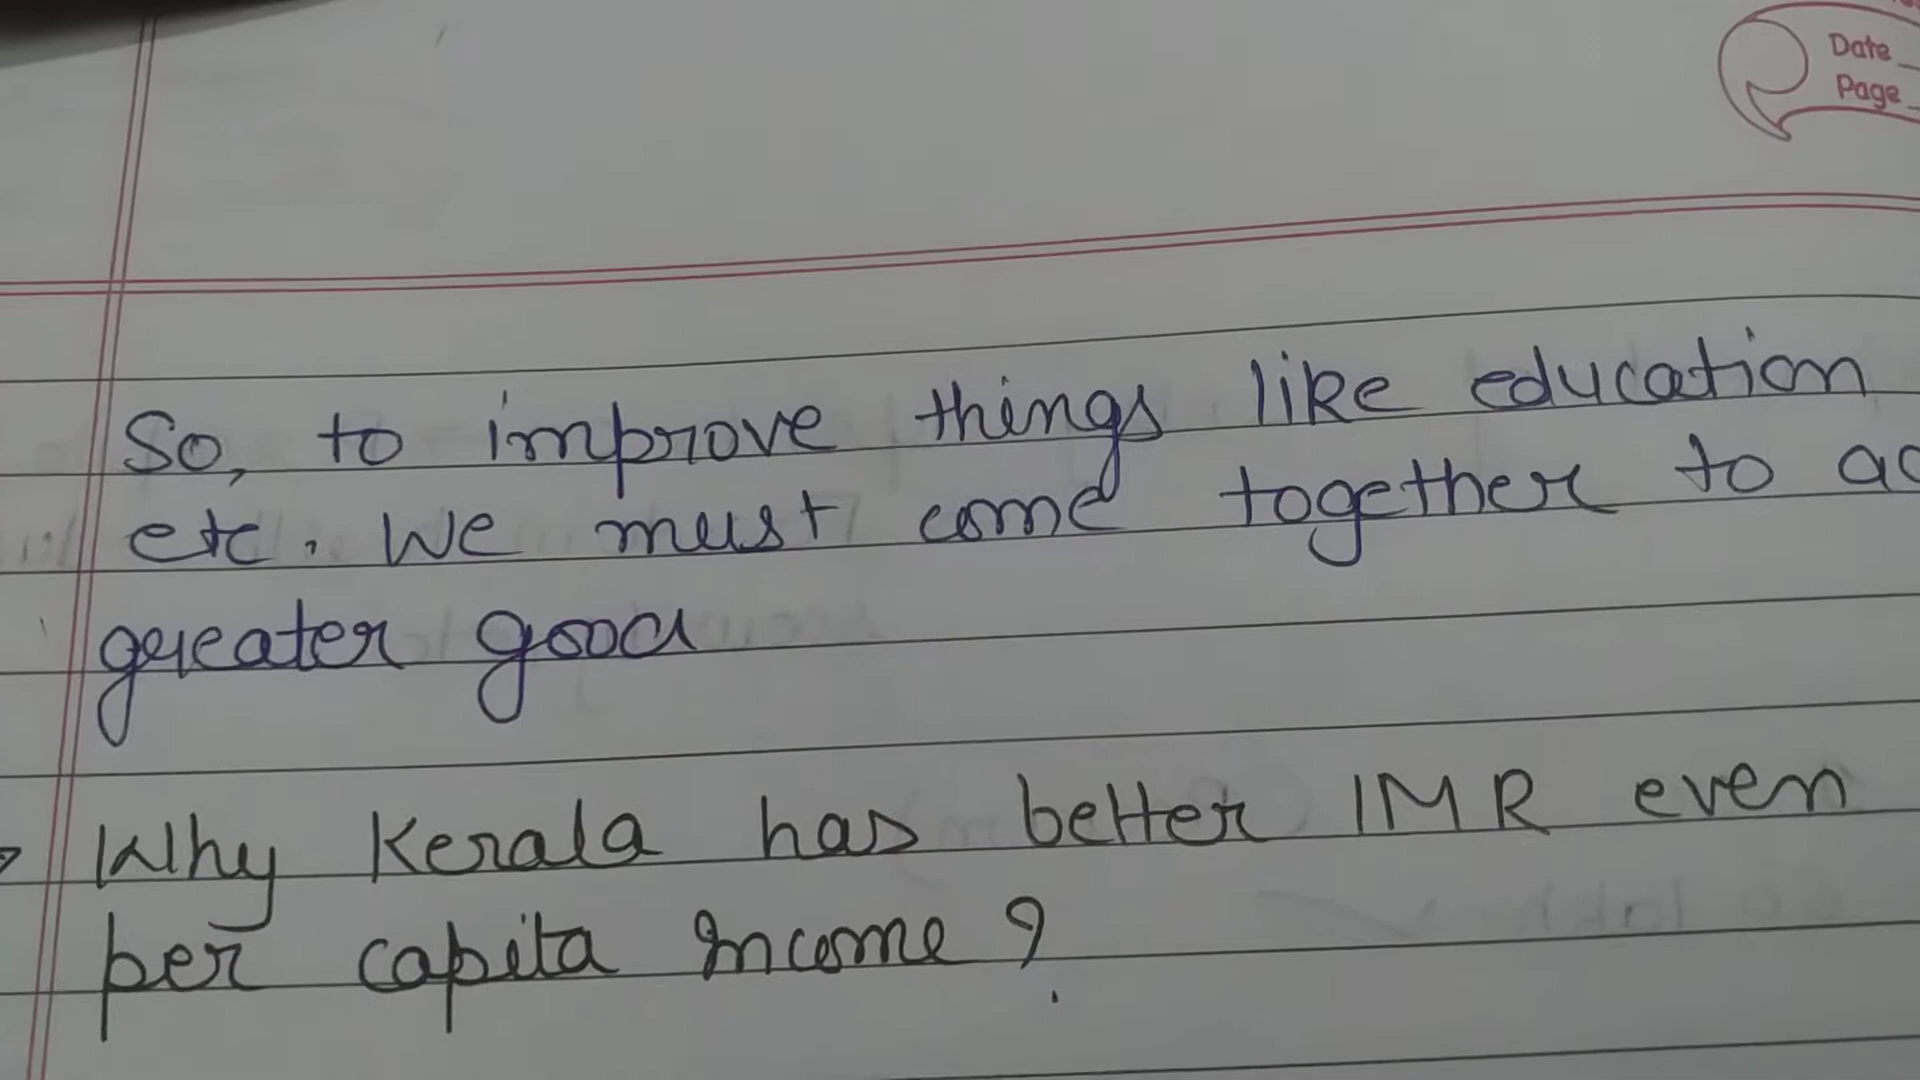 Date
Page
So, to improve things like education
etc. We must come together to
greater good
Why Kerala has better IMR even
per capita Income ?